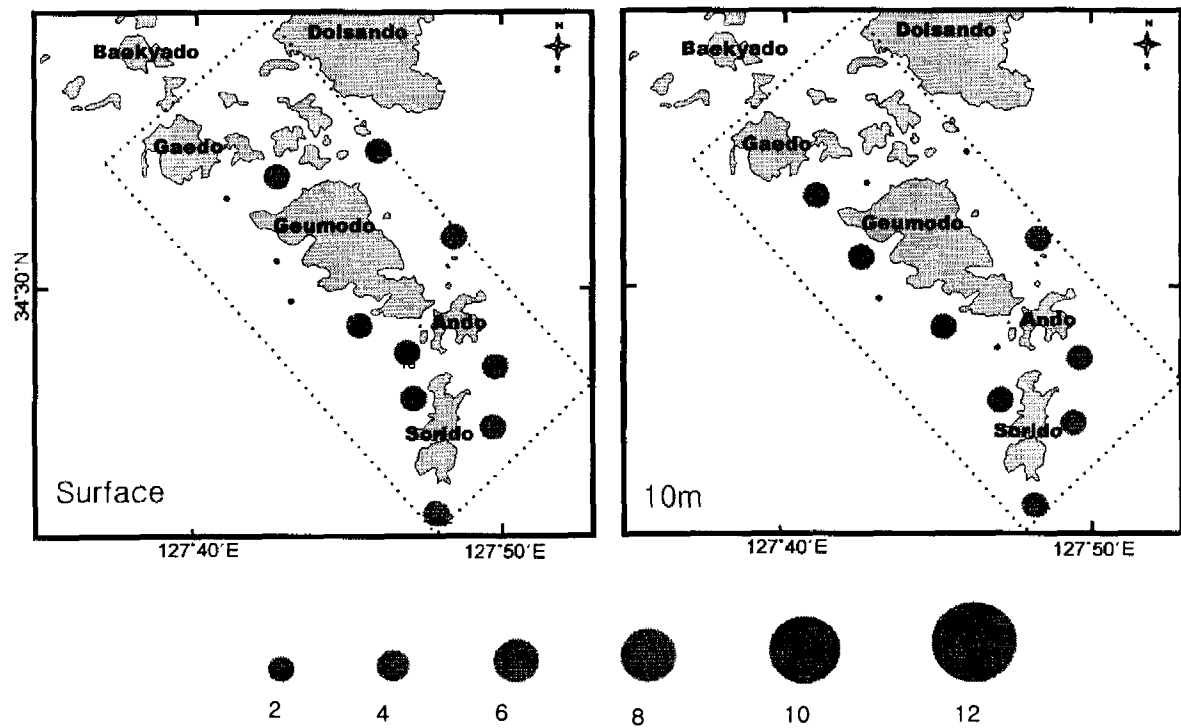 Dolsando
Baekyado
N
S
Gaedo
Geumodo
34°30′N
Ando
Sorido
Surface
127°40′E
127°50′E
Dolsando
Baekyado
N
S
Gaedo
Geumodo
Ando
Sorido
10m
127°40′E
127°50′E
2
4
6
8
10
12